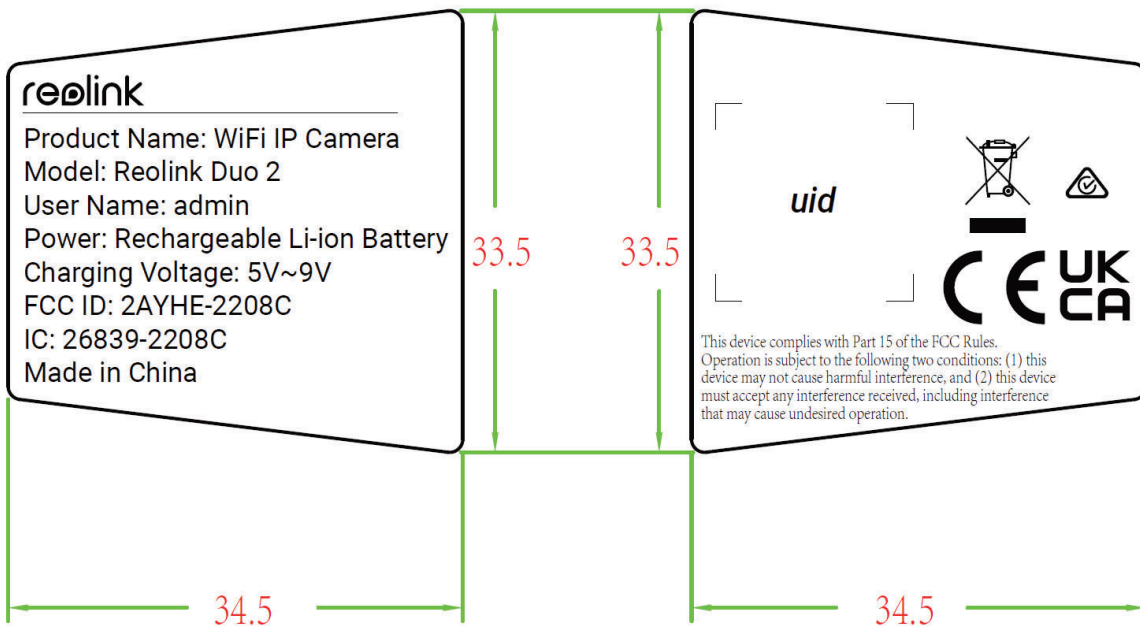 reolink
Product Name: WiFi IP Camera
Model: Reolink Duo 2
User Name: admin
Power: Rechargeable Li-ion Battery
Charging Voltage: 5V~9V
FCC ID: 2AYHE-2208C
IC: 26839-2208C
Made in China
33.5
34.5
33.5
uid
CE
UK
CA
This device complies with Part 15 of the FCC Rules.
Operation is subject to the following two conditions: (1) this
device may not cause harmful interference, and (2) this device
must accept any interference received, including interference
that may cause undesired operation.
34.5